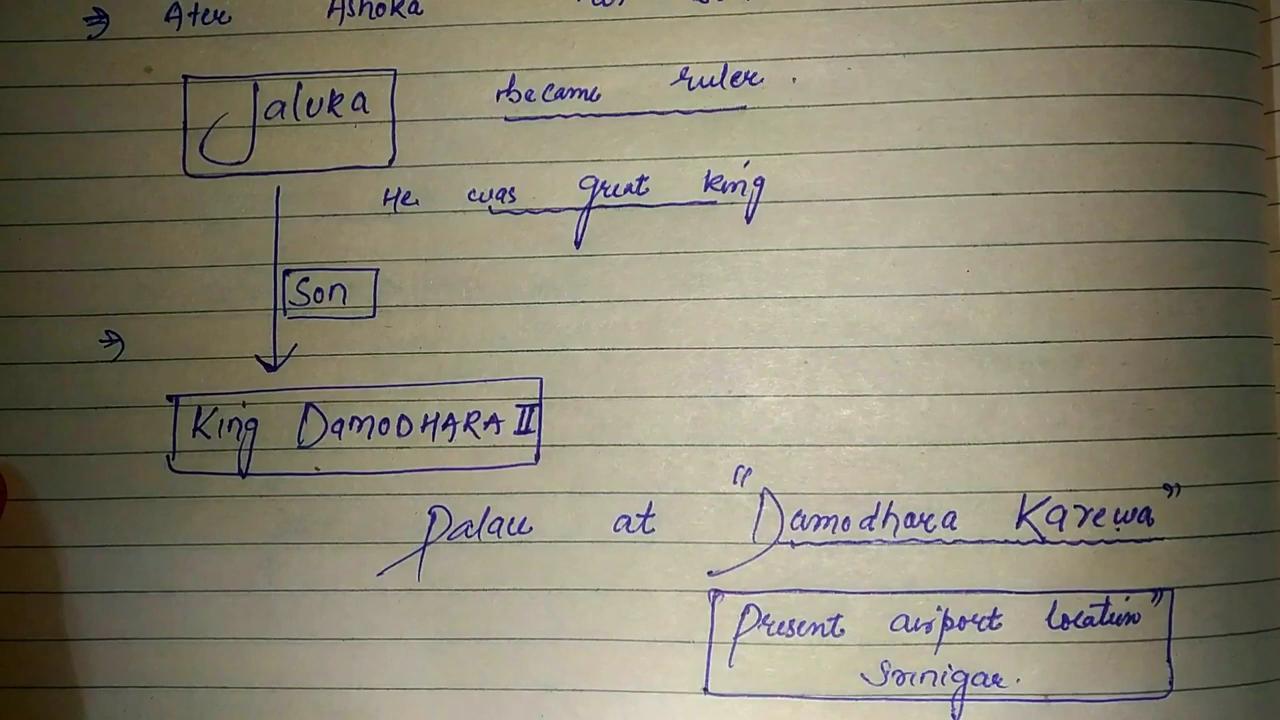 ⇒ Ater Ashoka
Jaluka became ruler.
He was great king
Son
⇒
King DAMODHARA II
Palace at "Damodhara Karewa"
Present airport location"
Srinigar.